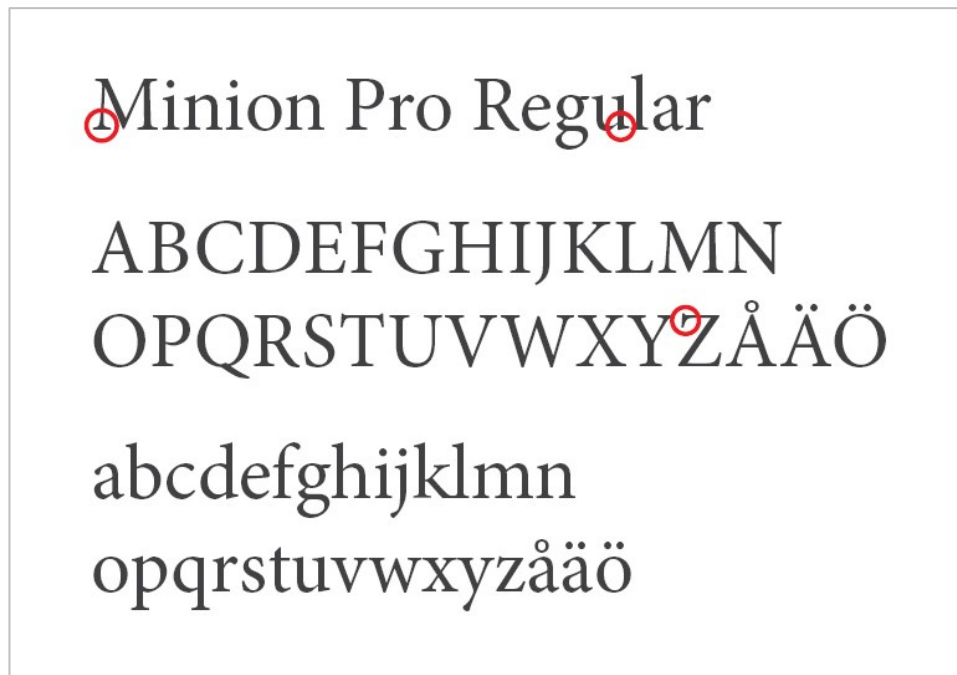 Minion Pro Regular
ABCDEFGHIJKLMN
OPQRSTUVWXYZÅÄÖ
abcdefghijklmn
opqrstuvwxyzåäö